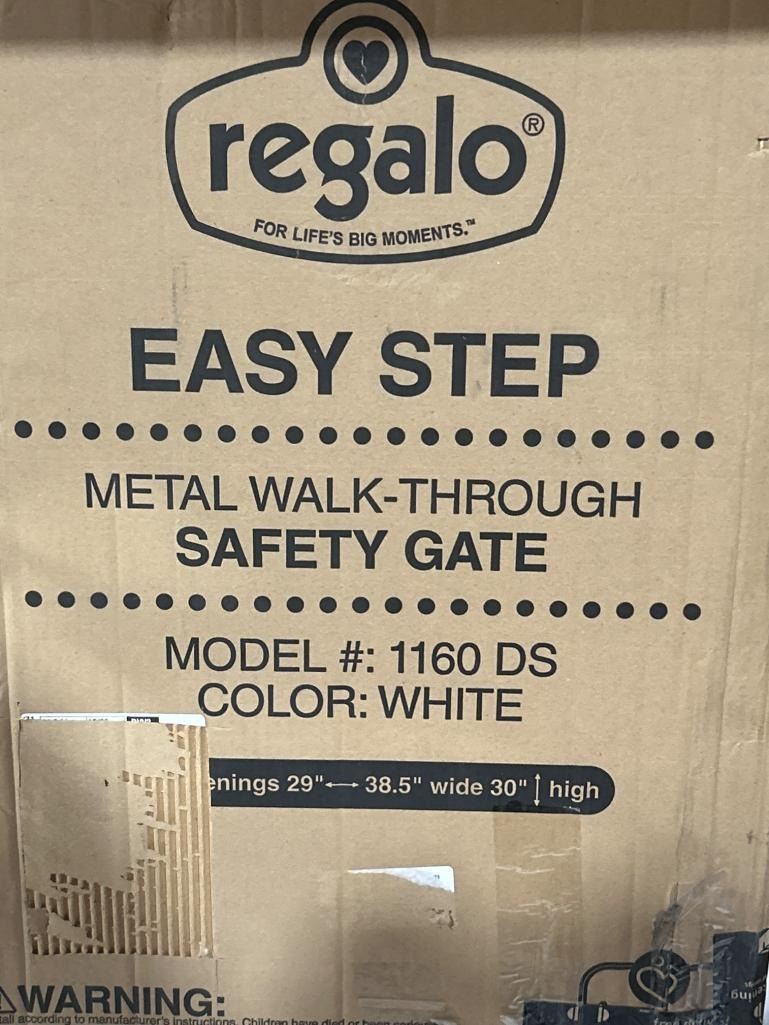 regalo®
FOR LIFE'S BIG MOMENTS.™
EASY STEP
METAL WALK-THROUGH
SAFETY GATE
MODEL #: 1160 DS
COLOR: WHITE
enings 29" ↔ 38.5" wide 30" ↕ high
⚠WARNING:
tall according to manufacturer's instructions. Children have died or been